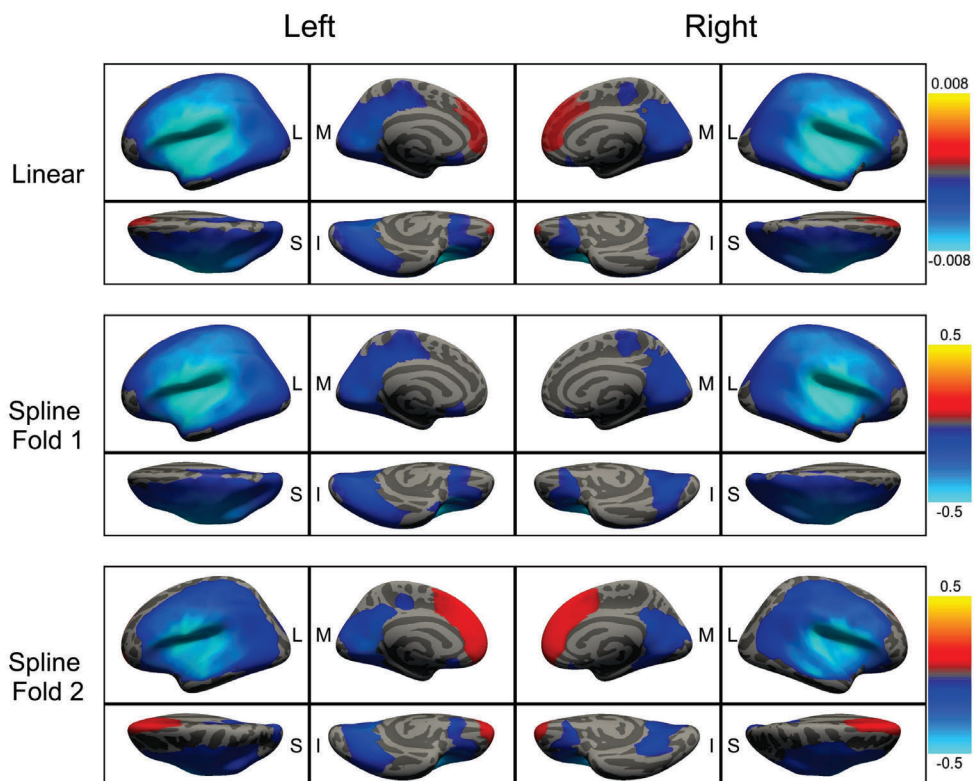 Left Right
Linear
L M M L
S I I S
0.008
-0.008
Spline
Fold 1
L M M L
S I I S
0.5
-0.5
Spline
Fold 2
L M M L
S I I S
0.5
-0.5